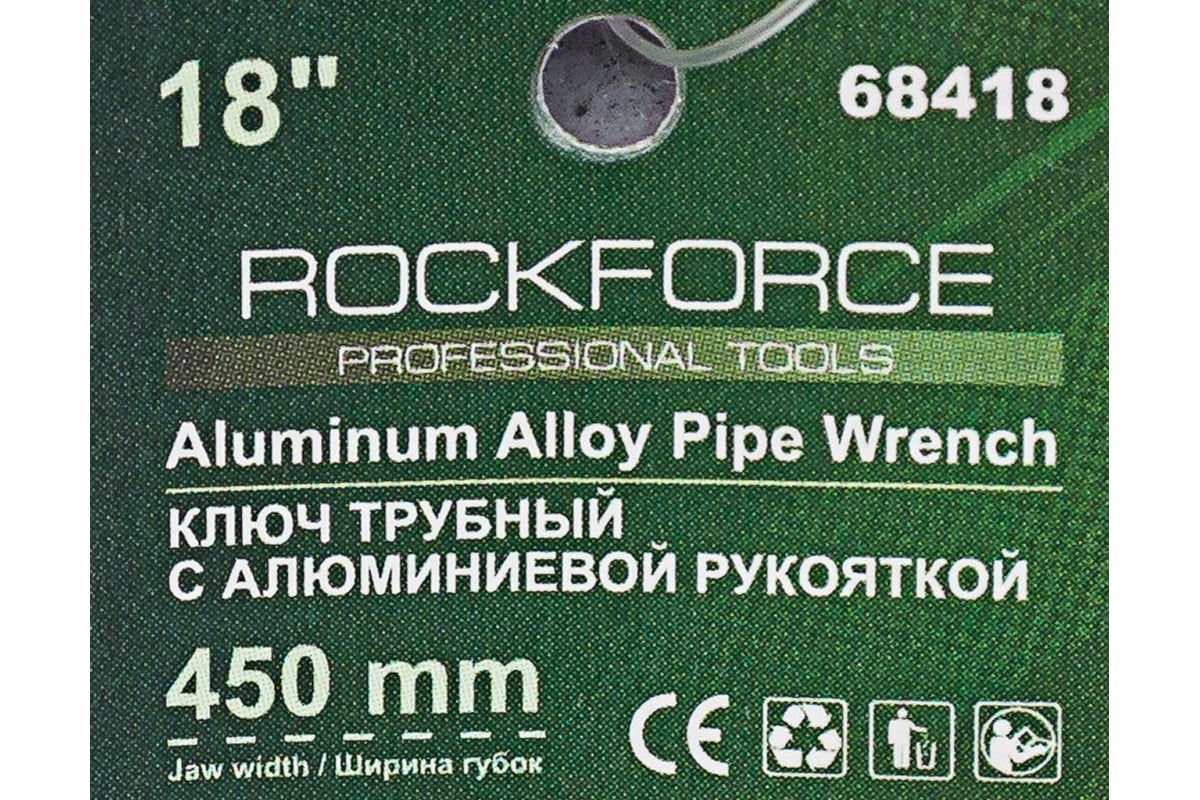 18"
68418
ROCKFORCE
PROFESSIONAL TOOLS
Aluminum Alloy Pipe Wrench
КЛЮЧ ТРУБНЫЙ
С АЛЮМИНИЕВОЙ РУКОЯТКОЙ
450 mm
Jaw width / Ширина губок
CE